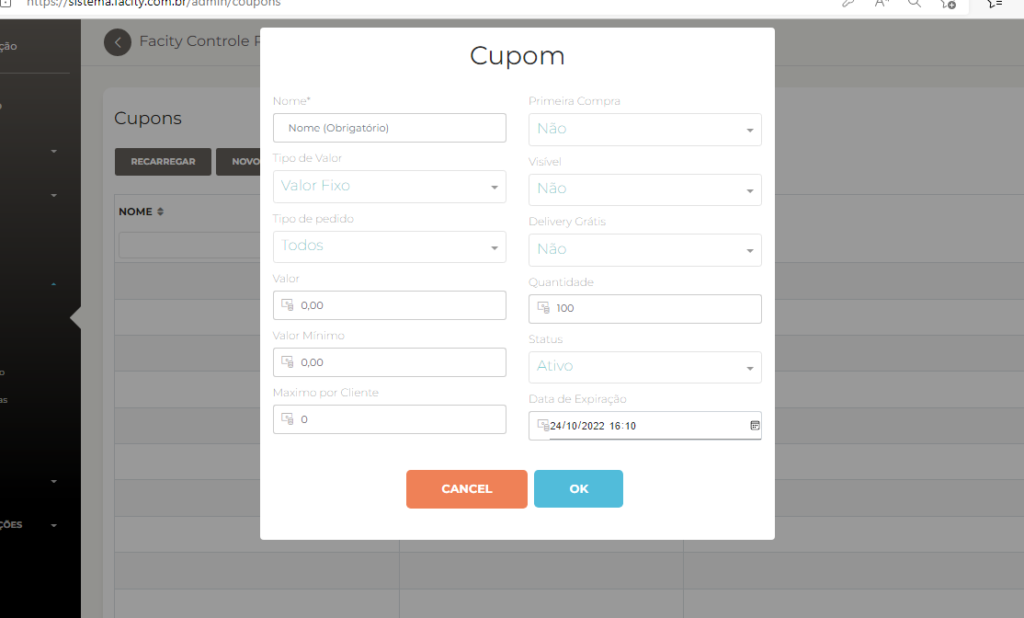 https://sistema.facity.com.br/admin/coupons
Facity Controle
Cupons
RECARREGAR
NOVO
NOME
Cupom
Nome*
Nome (Obrigatório)
Tipo de Valor
Valor Fixo
Tipo de pedido
Todos
Valor
0,00
Valor Mínimo
0,00
Maximo por Cliente
0
Primeira Compra
Não
Visível
Não
Delivery Grátis
Não
Quantidade
100
Status
Ativo
Data de Expiração
24/10/2022 16:10
CANCEL
OK